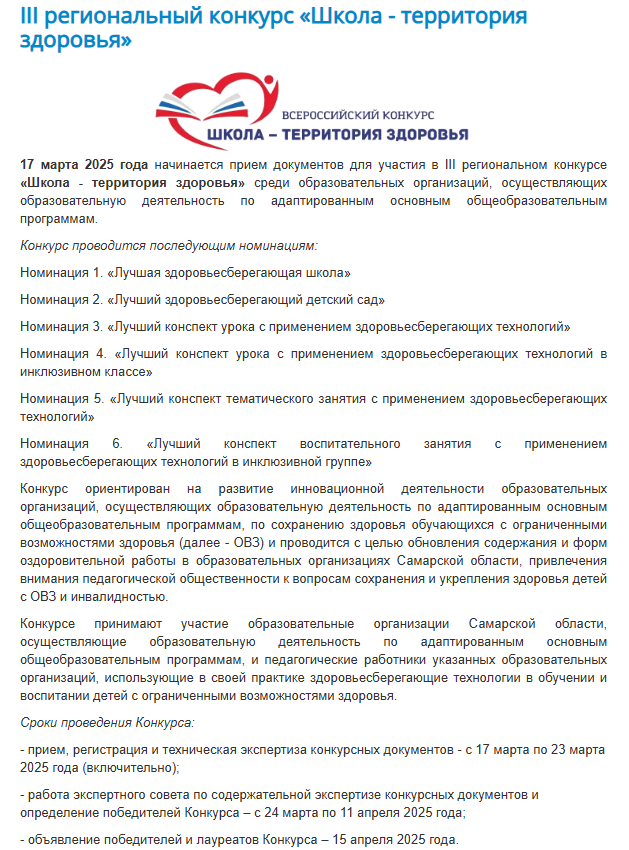 III региональный конкурс «Школа - территория
здоровья»
ВСЕРОССИЙСКИЙ КОНКУРС
ШКОЛА – ТЕРРИТОРИЯ ЗДОРОВЬЯ
17 марта 2025 года начинается прием документов для участия в III региональном конкурсе
«Школа - территория здоровья» среди образовательных организаций, осуществляющих
образовательную деятельность по адаптированным основным общеобразовательным
программам.
Конкурс проводится последующим номинациям:
Номинация 1. «Лучшая здоровьесберегающая школа»
Номинация 2. «Лучший здоровьесберегающий детский сад»
Номинация 3. «Лучший конспект урока с применением здоровьесберегающих технологий»
Номинация 4. «Лучший конспект урока с применением здоровьесберегающих технологий в
инклюзивном классе»
Номинация 5. «Лучший конспект тематического занятия с применением здоровьесберегающих
технологий»
Номинация 6. «Лучший конспект воспитательного занятия с применением
здоровьесберегающих технологий в инклюзивной группе»
Конкурс ориентирован на развитие инновационной деятельности образовательных
организаций, осуществляющих образовательную деятельность по адаптированным основным
общеобразовательным программам, по сохранению здоровья обучающихся с ограниченными
возможностями здоровья (далее - ОВЗ) и проводится с целью обновления содержания и форм
оздоровительной работы в образовательных организациях Самарской области, привлечения
внимания педагогической общественности к вопросам сохранения и укрепления здоровья детей
с ОВЗ и инвалидностью.
Конкурсе принимают участие образовательные организации Самарской области,
осуществляющие образовательную деятельность по адаптированным основным
общеобразовательным программам, и педагогические работники указанных образовательных
организаций, использующие в своей практике здоровьесберегающие технологии в обучении и
воспитании детей с ограниченными возможностями здоровья.
Сроки проведения Конкурса:
- прием, регистрация и техническая экспертиза конкурсных документов - с 17 марта по 23 марта
2025 года (включительно);
- работа экспертного совета по содержательной экспертизе конкурсных документов и
определение победителей Конкурса – с 24 марта по 11 апреля 2025 года;
- объявление победителей и лауреатов Конкурса – 15 апреля 2025 года.